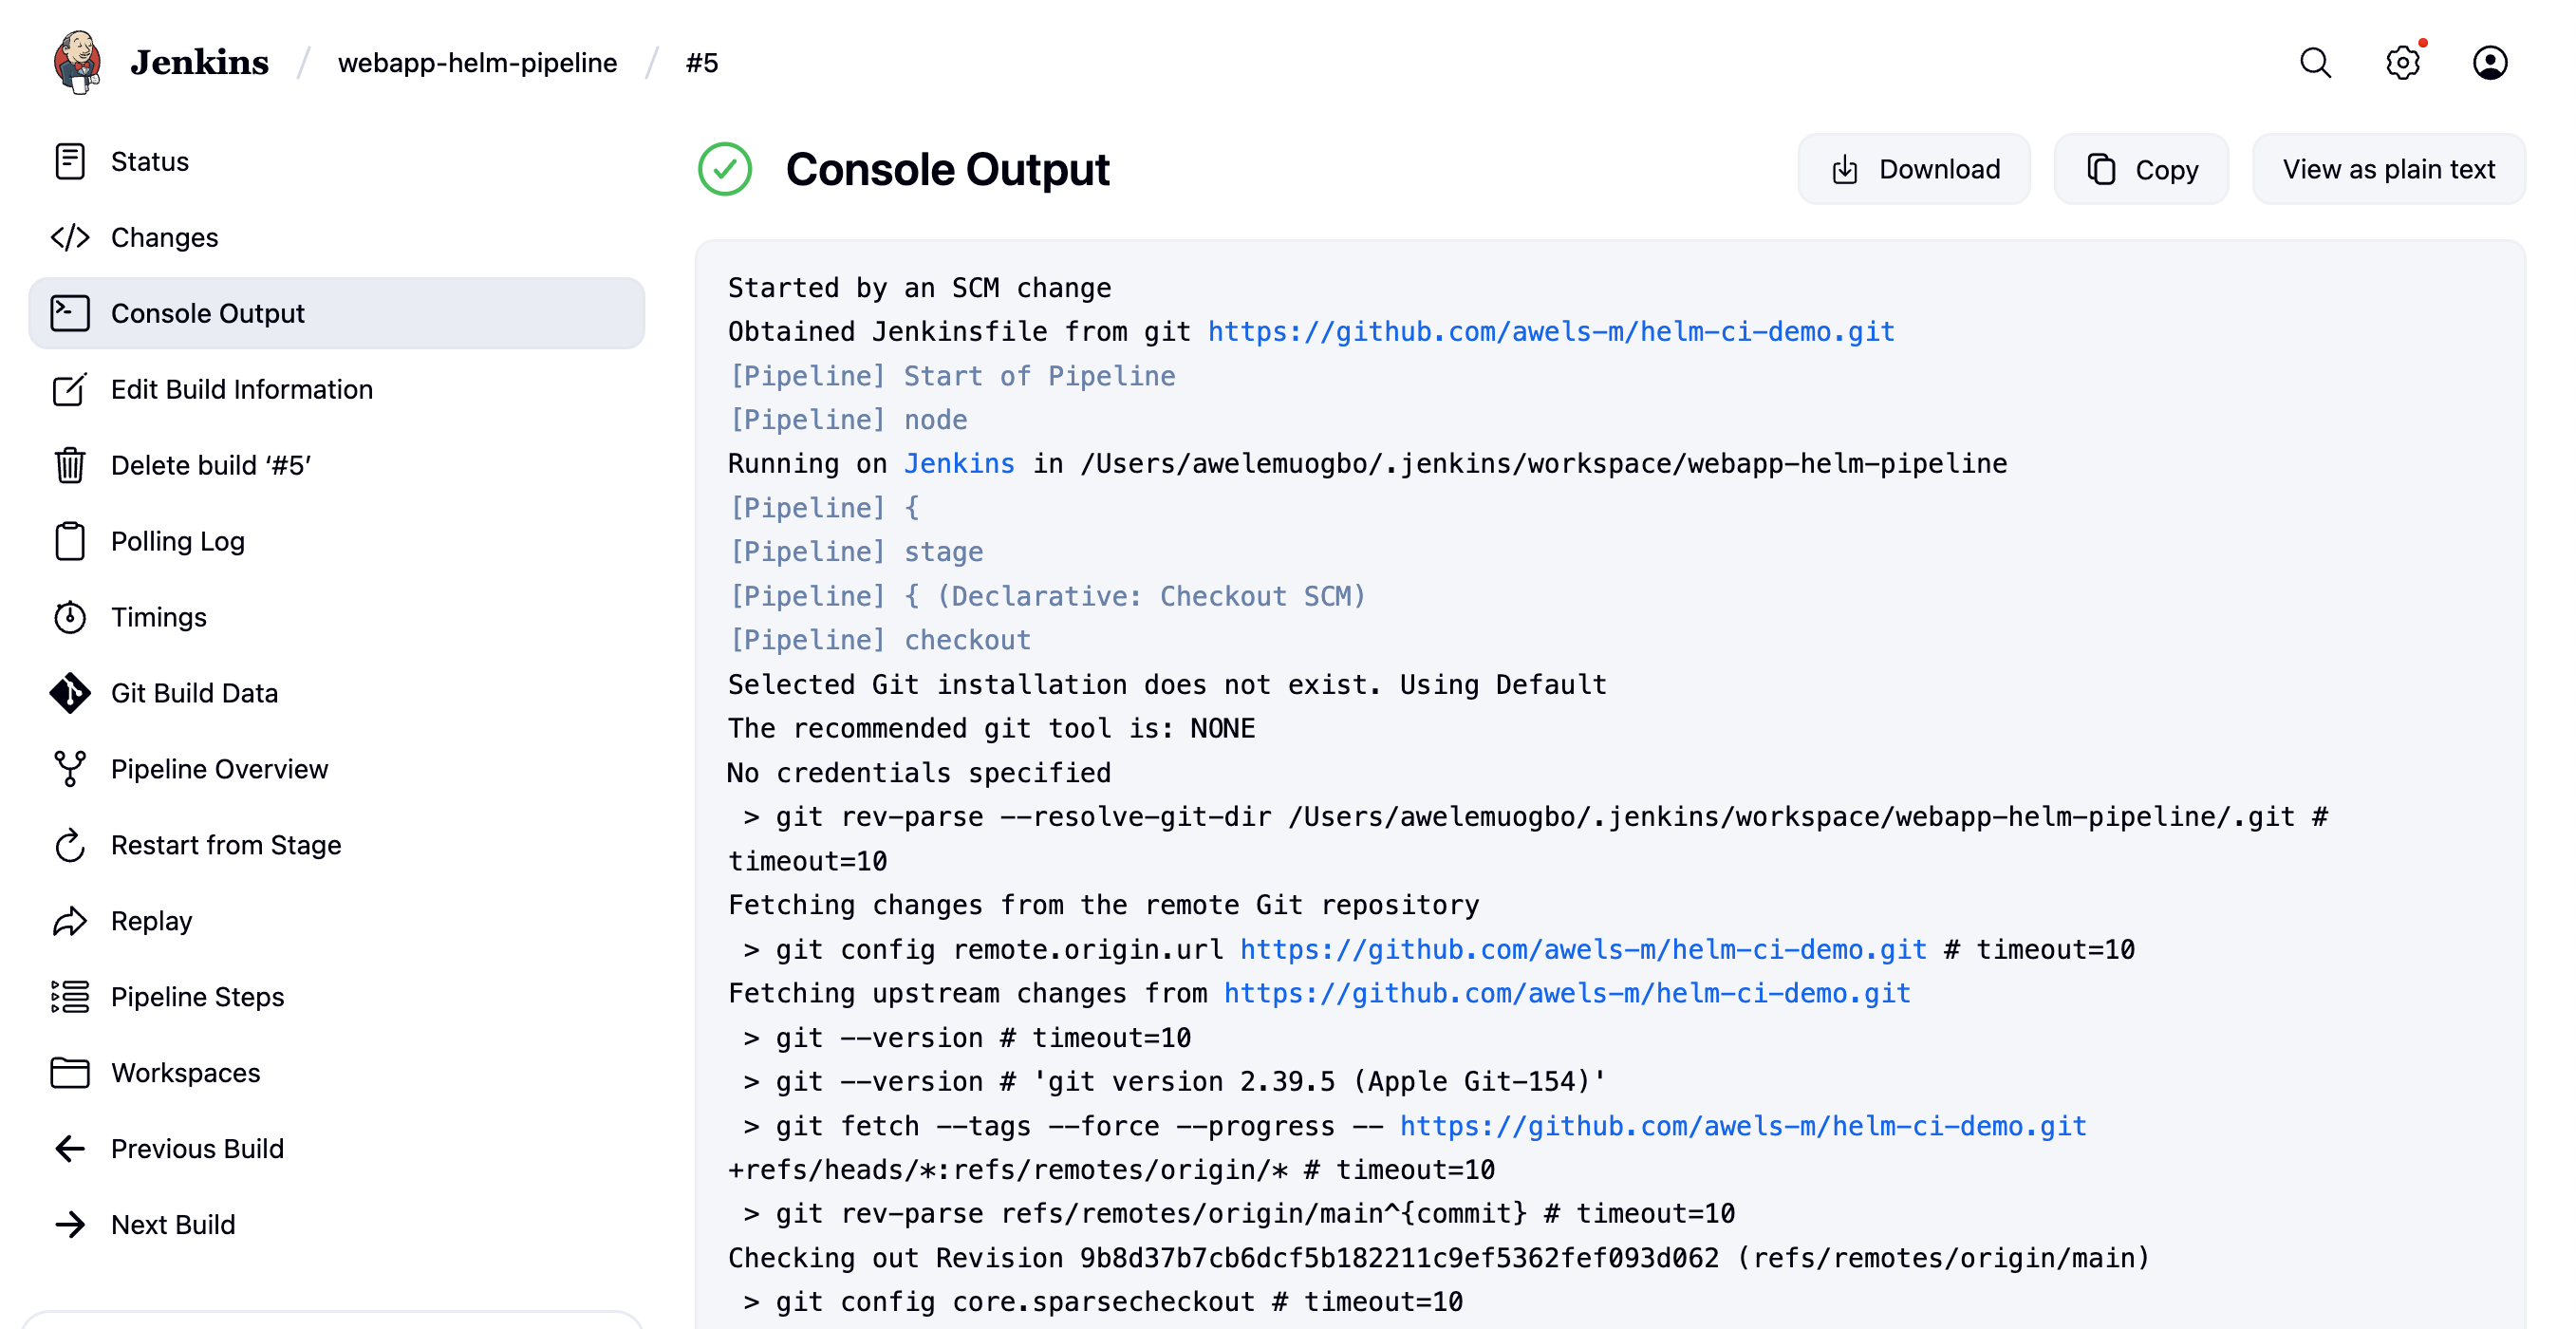 Jenkins / webapp-helm-pipeline / #5
Status
Changes
Console Output
Edit Build Information
Delete build ‘#5’
Polling Log
Timings
Git Build Data
Pipeline Overview
Restart from Stage
Replay
Pipeline Steps
Workspaces
Previous Build
Next Build
Console Output
Download
Copy
View as plain text
Started by an SCM change
Obtained Jenkinsfile from git https://github.com/awels-m/helm-ci-demo.git
[Pipeline] Start of Pipeline
[Pipeline] node
Running on Jenkins in /Users/awelemuogbo/.jenkins/workspace/webapp-helm-pipeline
[Pipeline] {
[Pipeline] stage
[Pipeline] { (Declarative: Checkout SCM)
[Pipeline] checkout
Selected Git installation does not exist. Using Default
The recommended git tool is: NONE
No credentials specified
 > git rev-parse --resolve-git-dir /Users/awelemuogbo/.jenkins/workspace/webapp-helm-pipeline/.git #
timeout=10
Fetching changes from the remote Git repository
 > git config remote.origin.url https://github.com/awels-m/helm-ci-demo.git # timeout=10
Fetching upstream changes from https://github.com/awels-m/helm-ci-demo.git
 > git --version # timeout=10
 > git --version # 'git version 2.39.5 (Apple Git-154)'
 > git fetch --tags --force --progress -- https://github.com/awels-m/helm-ci-demo.git
+refs/heads/*:refs/remotes/origin/* # timeout=10
 > git rev-parse refs/remotes/origin/main^{commit} # timeout=10
Checking out Revision 9b8d37b7cb6dcf5b182211c9ef5362fef093d062 (refs/remotes/origin/main)
 > git config core.sparsecheckout # timeout=10